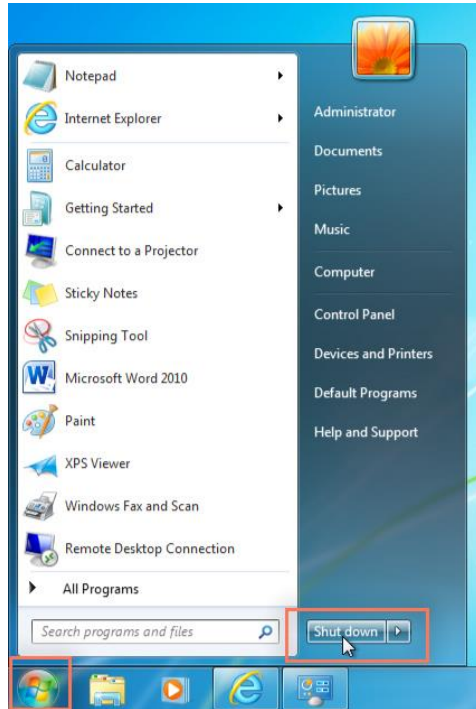 Notepad
Internet Explorer
Calculator
Getting Started
Connect to a Projector
Sticky Notes
Snipping Tool
Microsoft Word 2010
Paint
XPS Viewer
Windows Fax and Scan
Remote Desktop Connection
All Programs
Search programs and files
Administrator
Documents
Pictures
Music
Computer
Control Panel
Devices and Printers
Default Programs
Help and Support
Shut down